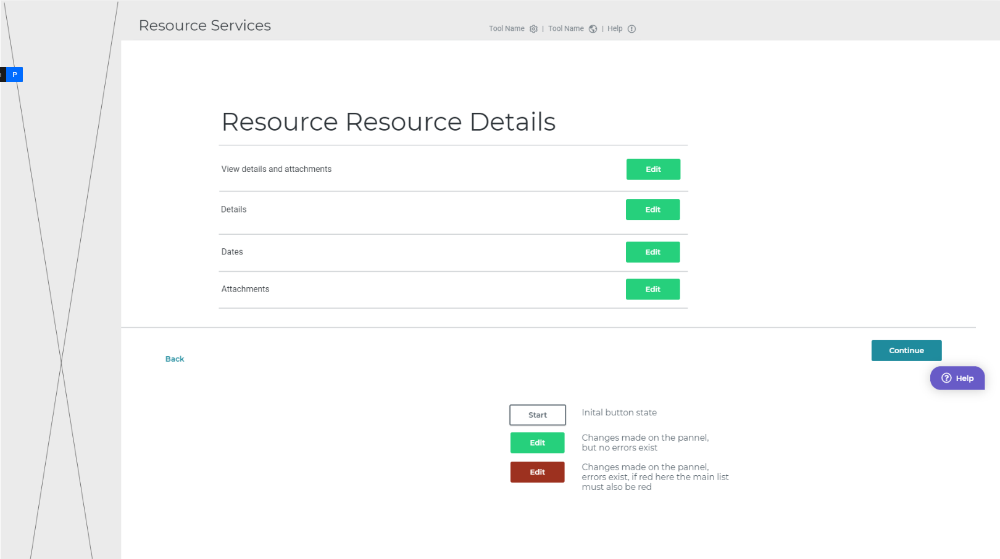 Resource Services
Tool Name | Tool Name | Help
P
Resource Resource Details
View details and attachments Edit
Details Edit
Dates Edit
Attachments Edit
Continue
Back
Help
Start Inital button state
Edit Changes made on the pannel,
but no errors exist
Edit Changes made on the pannel,
errors exist, if red here the main list
must also be red